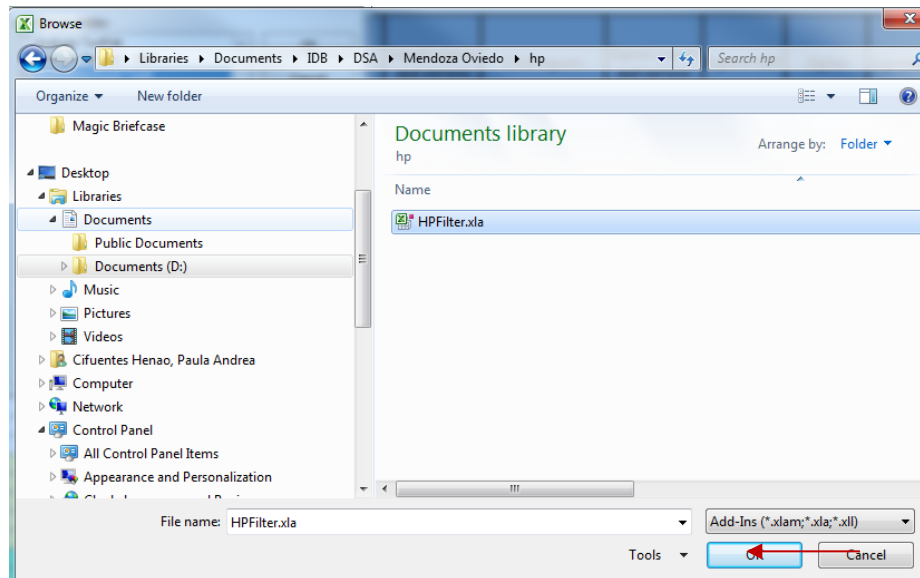 Browse
Libraries Documents IDB DSA Mendoza Oviedo hp
Search hp
Organize New folder
Magic Briefcase
Desktop
Libraries
Documents
Public Documents
Documents (D:)
Music
Pictures
Videos
Cifuentes Henao, Paula Andrea
Computer
Network
Control Panel
All Control Panel Items
Appearance and Personalization
Documents library
hp
Arrange by: Folder
Name
HPFilter.xla
File name: HPFilter.xla
Add-Ins (*.xlam;*.xla;*.xll)
Tools OK Cancel